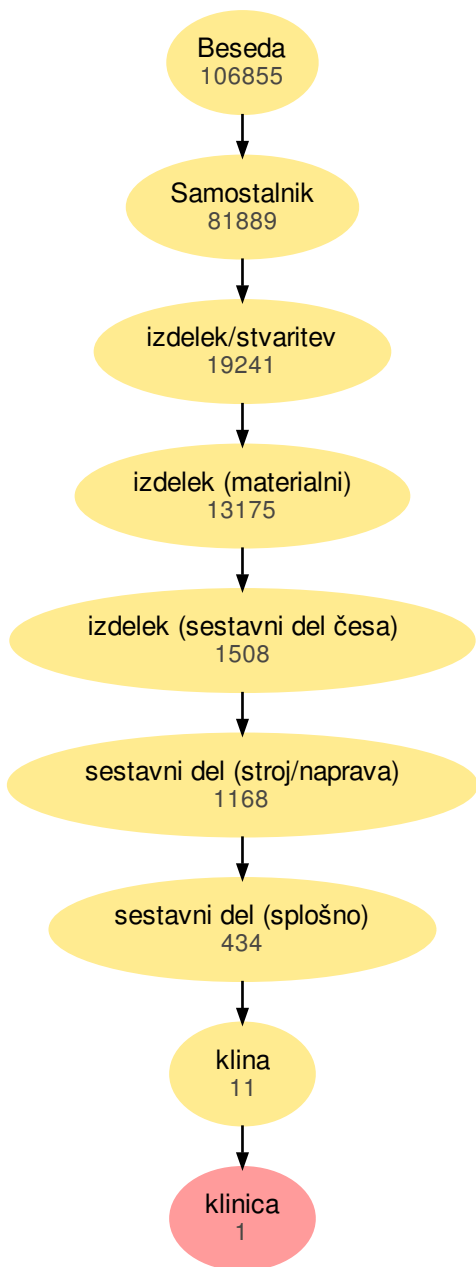 Beseda
106855
Samostalnik
81889
izdelek/stvaritev
19241
izdelek (materialni)
13175
izdelek (sestavni del česa)
1508
sestavni del (stroj/naprava)
1168
sestavni del (splošno)
434
klina
11
klinica
1